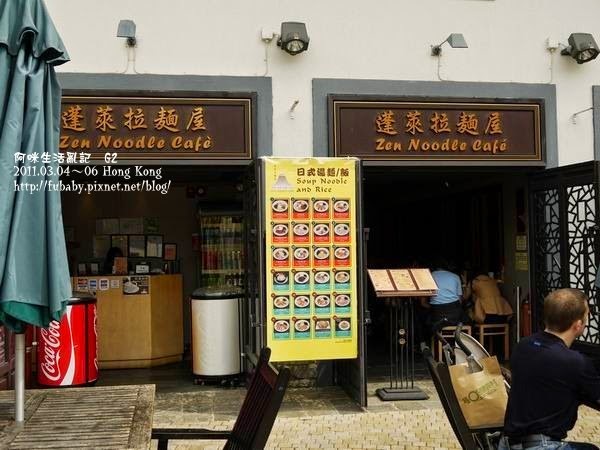 蓬萊拉麵屋
Zen Noodle Cafè
蓬萊拉麵屋
Zen Noodle Cafè
阿咪生活亂記 G2
2011.03.04～06 Hong Kong
http://fubaby.pixnet.net/blog/
日式湯麵/飯
Soup Noodle
and Rice
Coca-Cola